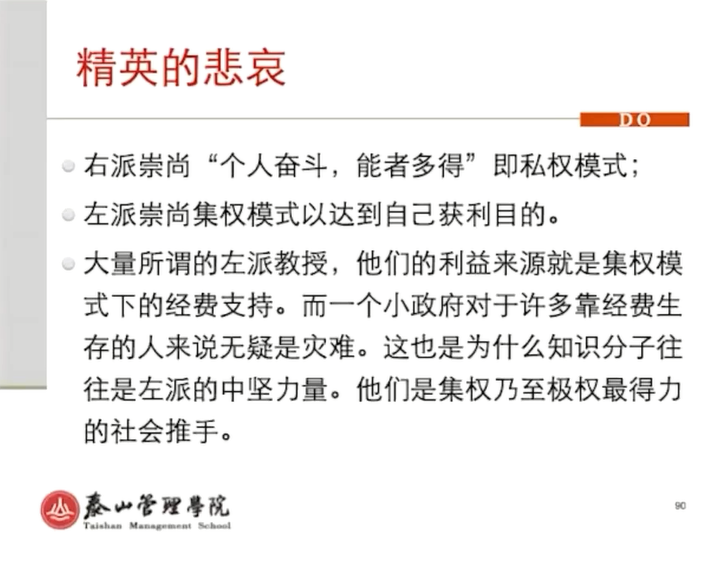 精英的悲哀
DO
右派崇尚“个人奋斗，能者多得”即私权模式；
左派崇尚集权模式以达到自己获利目的。
大量所谓的左派教授，他们的利益来源就是集权模
式下的经费支持。而一个小政府对于许多靠经费生
存的人来说无疑是灾难。这也是为什么知识分子往
往是左派的中坚力量。他们是集权乃至极权最得力
的社会推手。
泰山管理學院
Taishan Management School
90